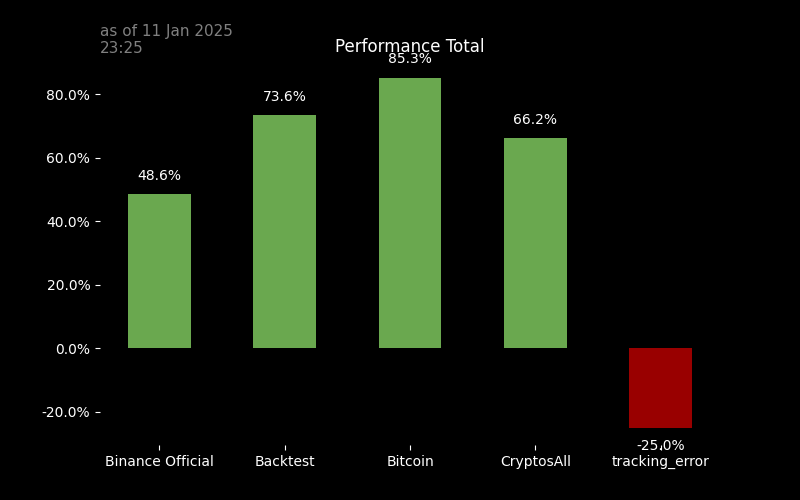 as of 11 Jan 2025
23:25
Performance Total
85.3%
80.0%
73.6%
66.2%
60.0%
48.6%
40.0%
20.0%
0.0%
-20.0%
-25.0%
Binance Official
Backtest
Bitcoin
CryptosAll
tracking_error